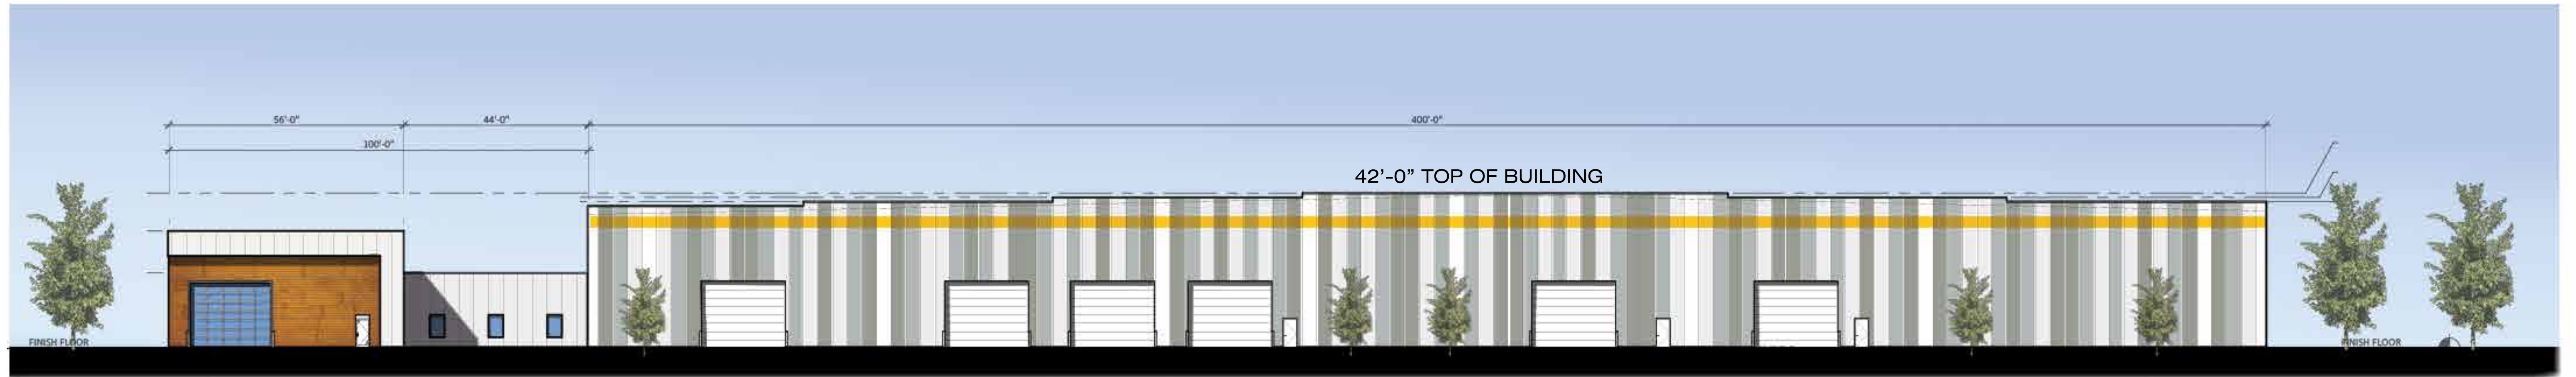 56'-0"
44'-0"
400'-0"
100'-0"
42'-0” TOP OF BUILDING
FINISH FLOOR
FINISH FLOOR